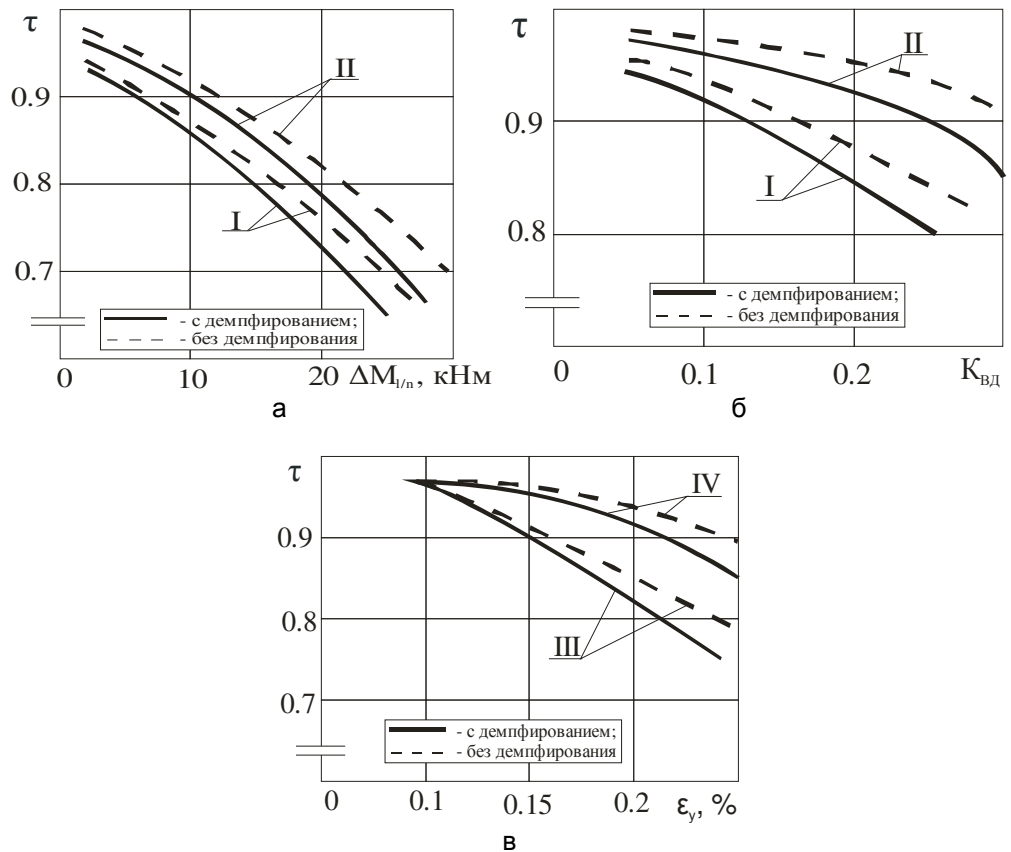 τ
0.9
0.8
0.7
II
I
- с демпфированием;
- без демпфирования
0 10 20 ΔM₁/ₙ, кНм
а
τ
0.9
0.8
II
I
- с демпфированием;
- без демпфирования
0 0.1 0.2 К_ВД
б
τ
0.9
0.8
0.7
IV
III
- с демпфированием;
- без демпфирования
0 0.1 0.15 0.2 ε_y, %
в